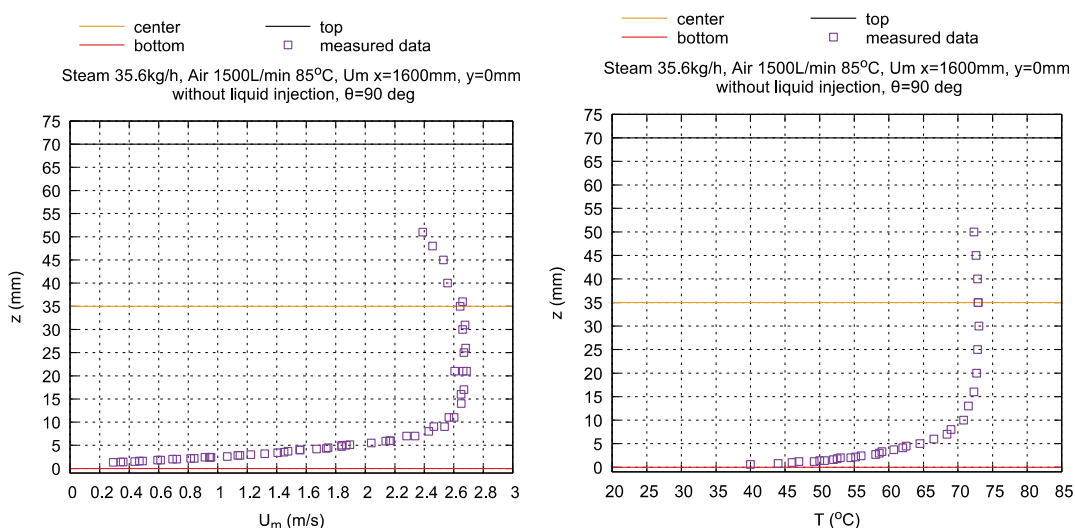 center
top
bottom
measured data
Steam 35.6kg/h, Air 1500L/min 85°C, Um x=1600mm, y=0mm
without liquid injection, θ=90 deg
75
70
65
60
55
50
45
40
35
30
25
20
15
10
5
0
z (mm)
0 0.2 0.4 0.6 0.8 1 1.2 1.4 1.6 1.8 2 2.2 2.4 2.6 2.8 3
Um (m/s)
center
top
bottom
measured data
Steam 35.6kg/h, Air 1500L/min 85°C, Um x=1600mm, y=0mm
without liquid injection, θ=90 deg
75
70
65
60
55
50
45
40
35
30
25
20
15
10
5
0
z (mm)
20 25 30 35 40 45 50 55 60 65 70 75 80 85
T (°C)